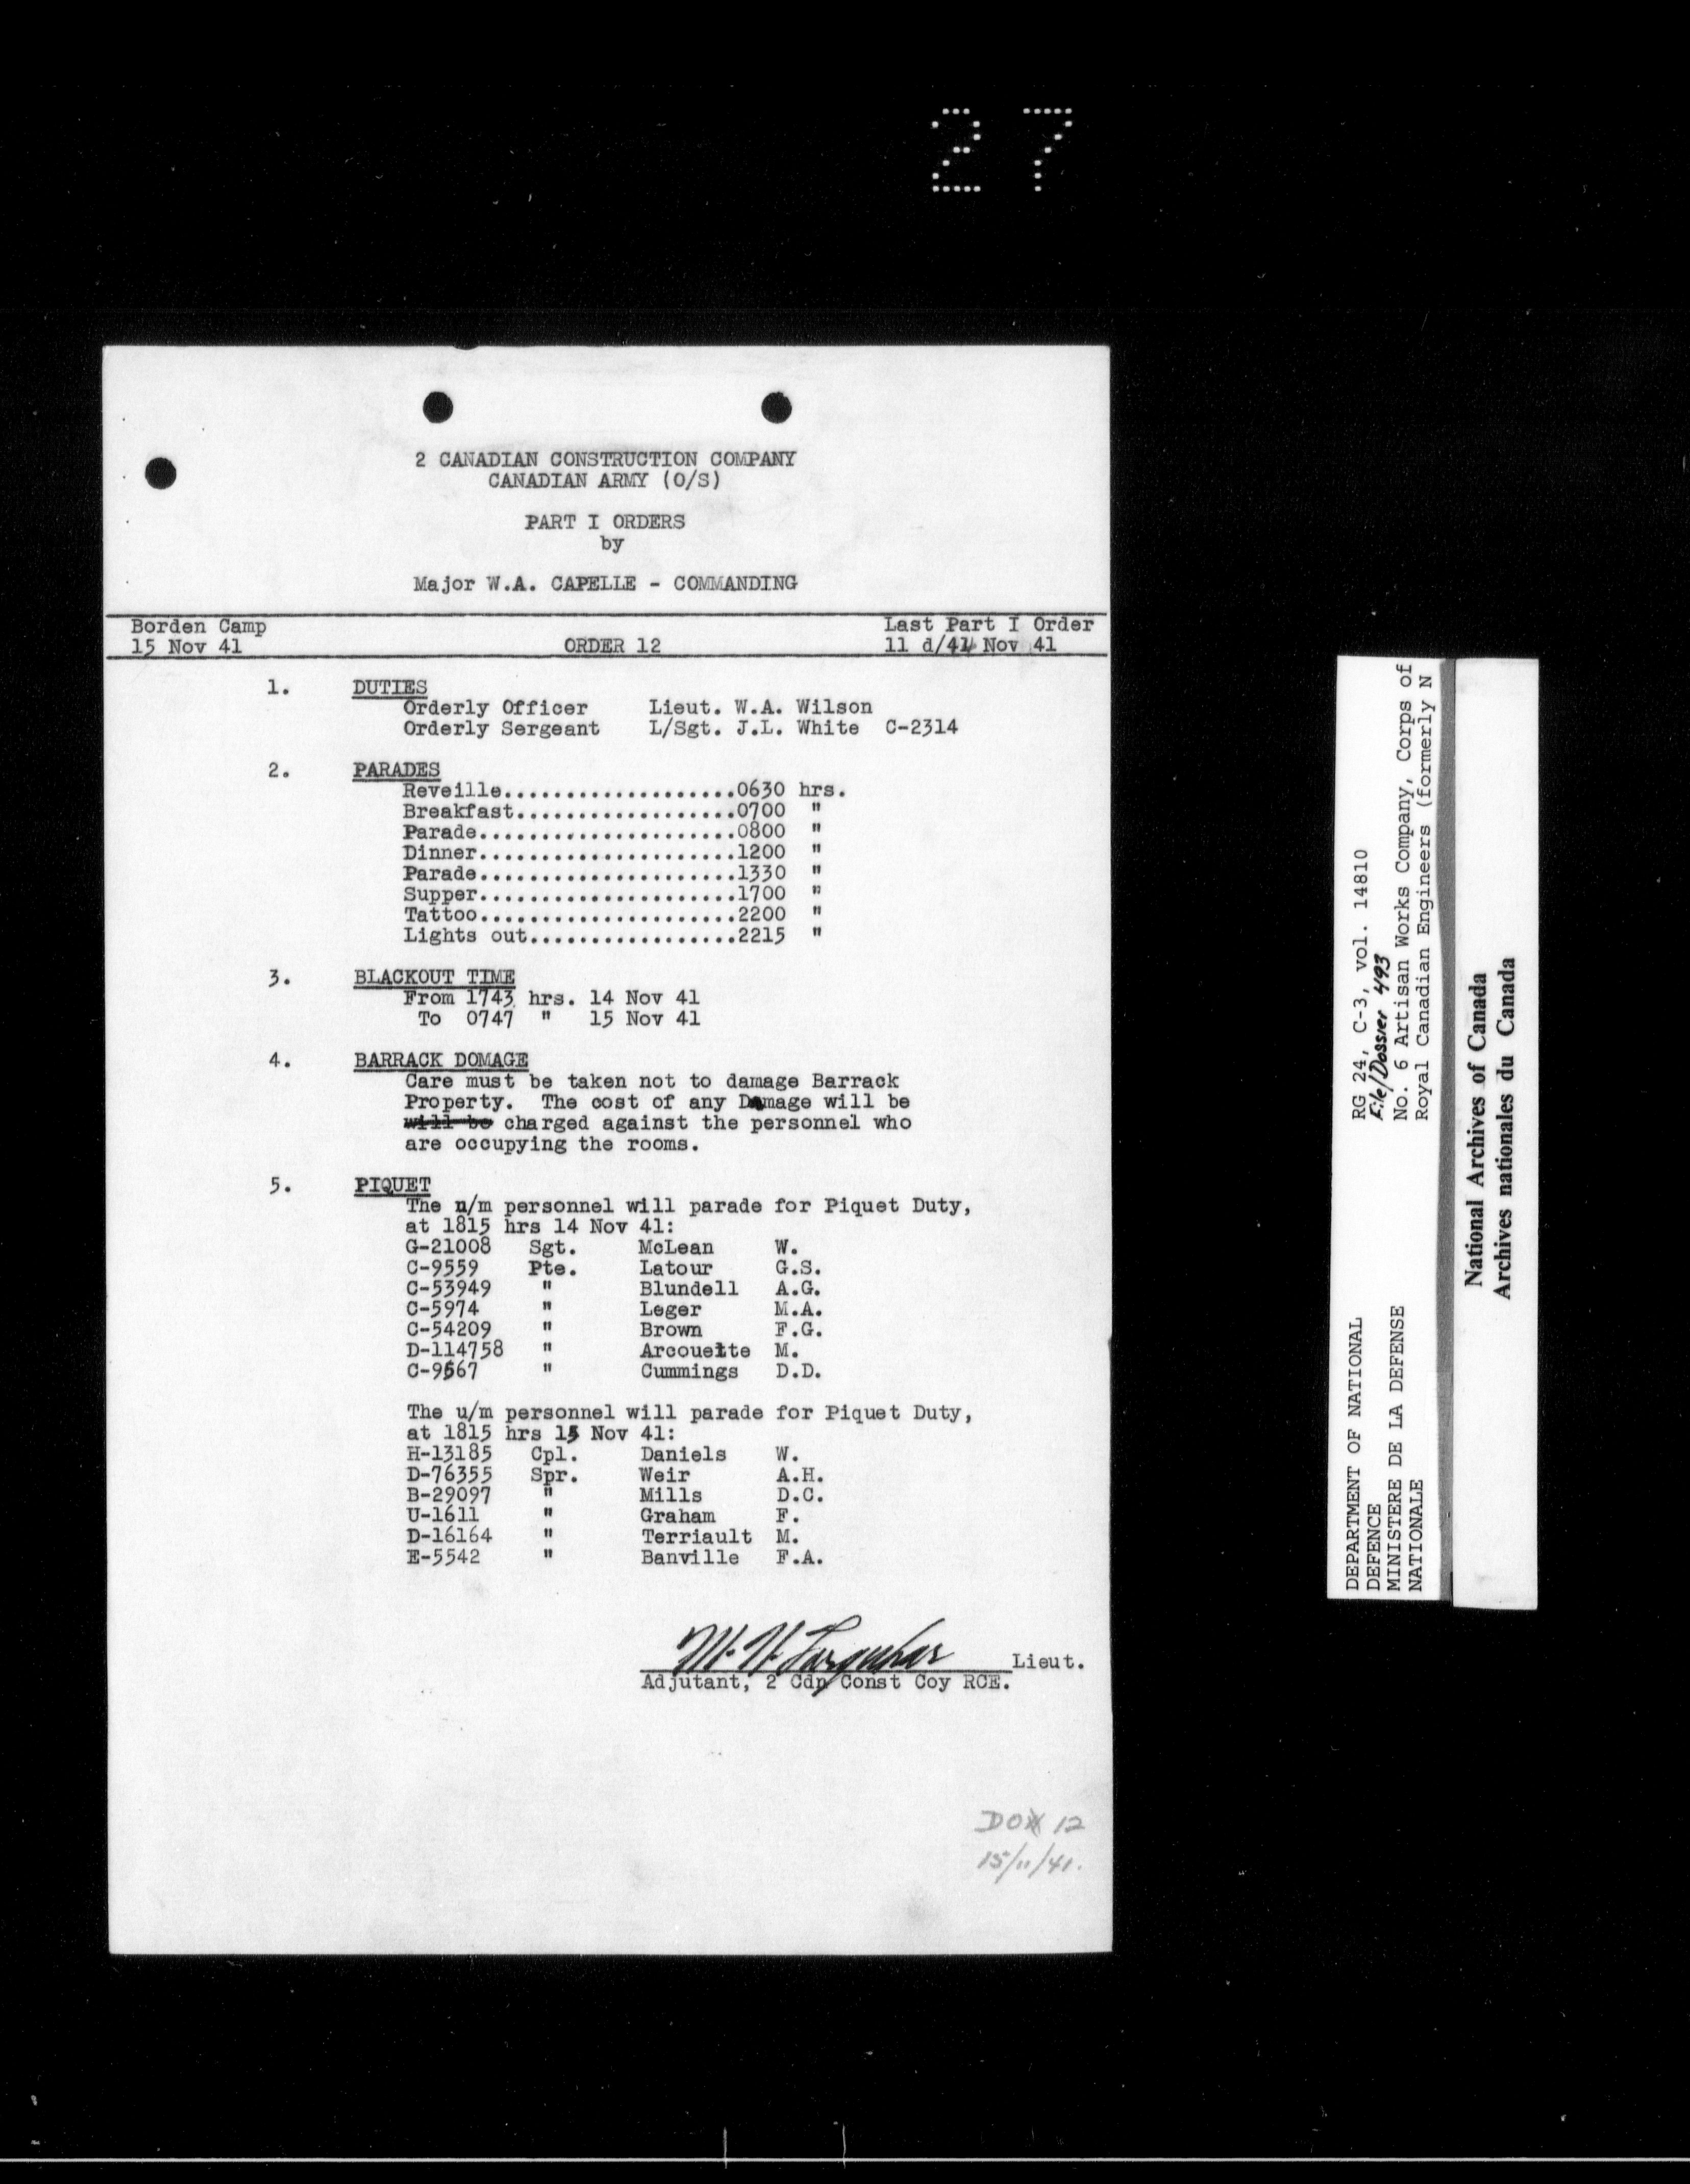 27
2 CANADIAN CONSTRUCTION COMPANY
CANADIAN ARMY (O/S)
PART I ORDERS
by
Major W.A. CAPELLE - COMMANDING
Borden Camp
15 Nov 41
ORDER 12
Last Part I Order
11 d/14 Nov 41
1. DUTIES
Orderly Officer Lieut. W.A. Wilson
Orderly Sergeant L/Sgt. J.L. White C-2314
2. PARADES
Reveille...................0630 hrs.
Breakfast..................0700 "
Parade.....................0800 "
Dinner.....................1200 "
Parade.....................1330 "
Supper.....................1700 "
Tattoo.....................2200 "
Lights out.................2215 "
3. BLACKOUT TIME
From 1743 hrs. 14 Nov 41
To 0747 " 15 Nov 41
4. BARRACK DOMAGE
Care must be taken not to damage Barrack
Property. The cost of any Damage will be
will be charged against the personnel who
are occupying the rooms.
5. PIQUET
The n/m personnel will parade for Piquet Duty,
at 1815 hrs 14 Nov 41:
G-21008 Sgt. McLean W.
C-9559 Pte. Latour G.S.
C-53949 " Blundell A.G.
C-5974 " Leger M.A.
C-54209 " Brown F.G.
D-114758 " Arcouette M.
C-9567 " Cummings D.D.
The u/m personnel will parade for Piquet Duty,
at 1815 hrs 15 Nov 41:
H-13185 Cpl. Daniels W.
D-76355 Spr. Weir A.H.
B-29097 " Mills D.C.
U-1611 " Graham F.
D-16164 " Terriault M.
E-5542 " Banville F.A.
M. H. Farquhar Lieut.
Adjutant, 2 Cdn Const Coy RCE.
DO 12
15/11/41.
DEPARTMENT OF NATIONAL
DEFENCE
MINISTERE DE LA DEFENSE
NATIONALE
RG 24, C-3, vol. 14810
File/Dossier 493
No. 6 Artisan Works Company, Corps of
Royal Canadian Engineers (formerly N
National Archives of Canada
Archives nationales du Canada